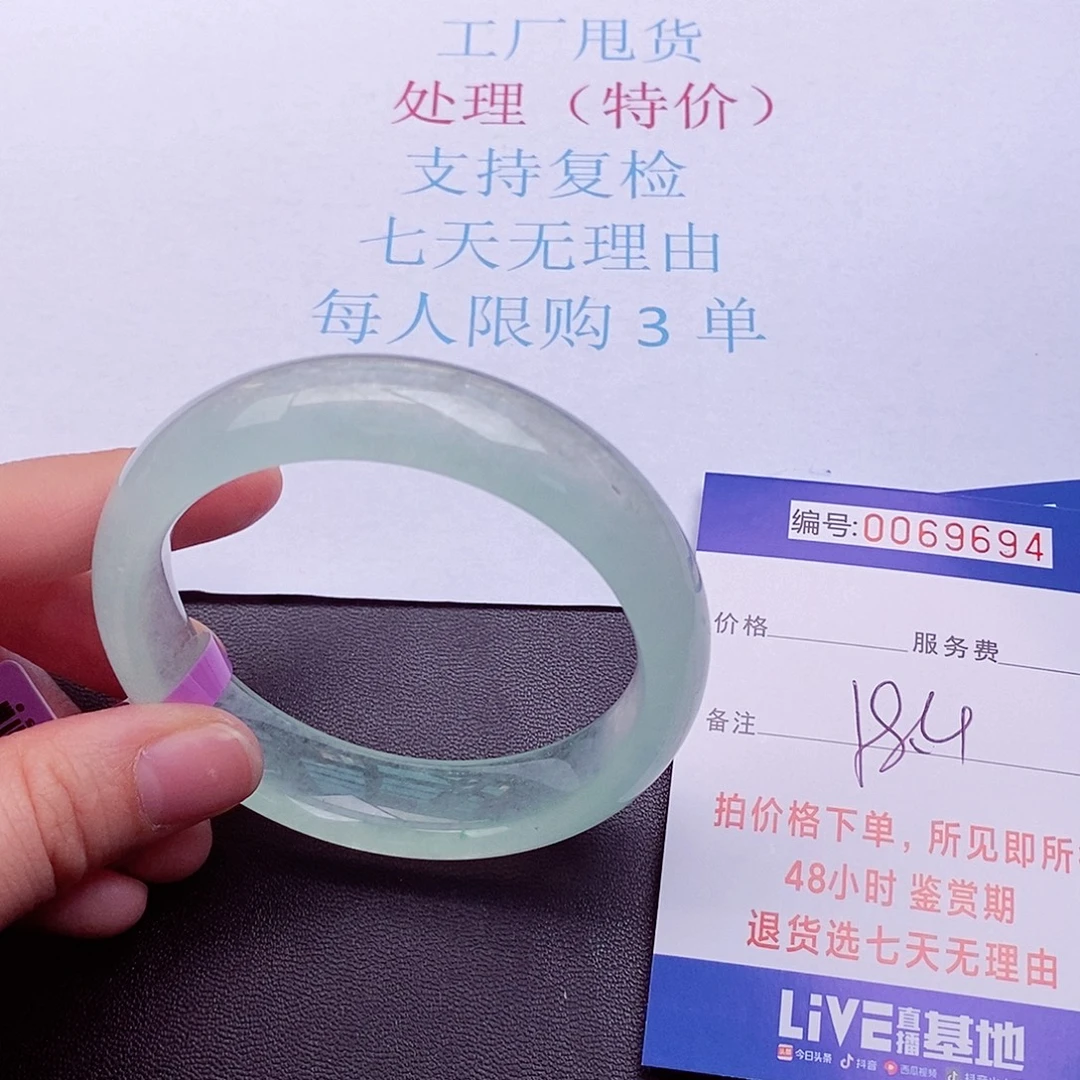 工厂甩货
处理（特价）
支持复检
七天无理由
每人限购 3 单
编号:0069694
价格
服务费
备注
184
拍价格下单，所见即所
48小时 鉴赏期
退货选七天无理由
LiVE直播基地
今日头条 抖音 西瓜视频 抖音